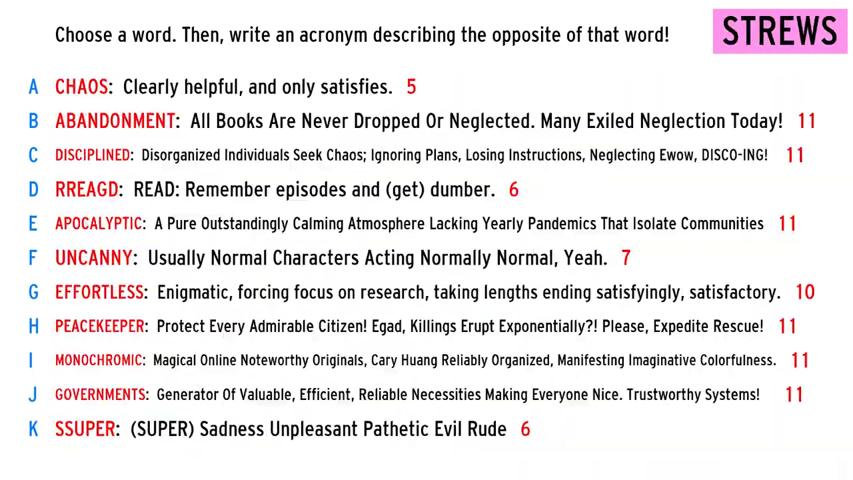 Choose a word. Then, write an acronym describing the opposite of that word!
STREWS
A CHAOS: Clearly helpful, and only satisfies. 5
B ABANDONMENT: All Books Are Never Dropped Or Neglected. Many Exiled Neglection Today! 11
C DISCIPLINED: Disorganized Individuals Seek Chaos; Ignoring Plans, Losing Instructions, Neglecting Ewow, DISCO-ING! 11
D RREAGD: READ: Remember episodes and (get) dumber. 6
E APOCALYPTIC: A Pure Outstandingly Calming Atmosphere Lacking Yearly Pandemics That Isolate Communities 11
F UNCANNY: Usually Normal Characters Acting Normally Normal, Yeah. 7
G EFFORTLESS: Enigmatic, forcing focus on research, taking lengths ending satisfyingly, satisfactory. 10
H PEACEKEEPER: Protect Every Admirable Citizen! Egad, Killings Erupt Exponentially?! Please, Expedite Rescue! 11
I MONOCHROMIC: Magical Online Noteworthy Originals, Cary Huang Reliably Organized, Manifesting Imaginative Colorfulness. 11
J GOVERNMENTS: Generator Of Valuable, Efficient, Reliable Necessities Making Everyone Nice. Trustworthy Systems! 11
K SSUPER: (SUPER) Sadness Unpleasant Pathetic Evil Rude 6